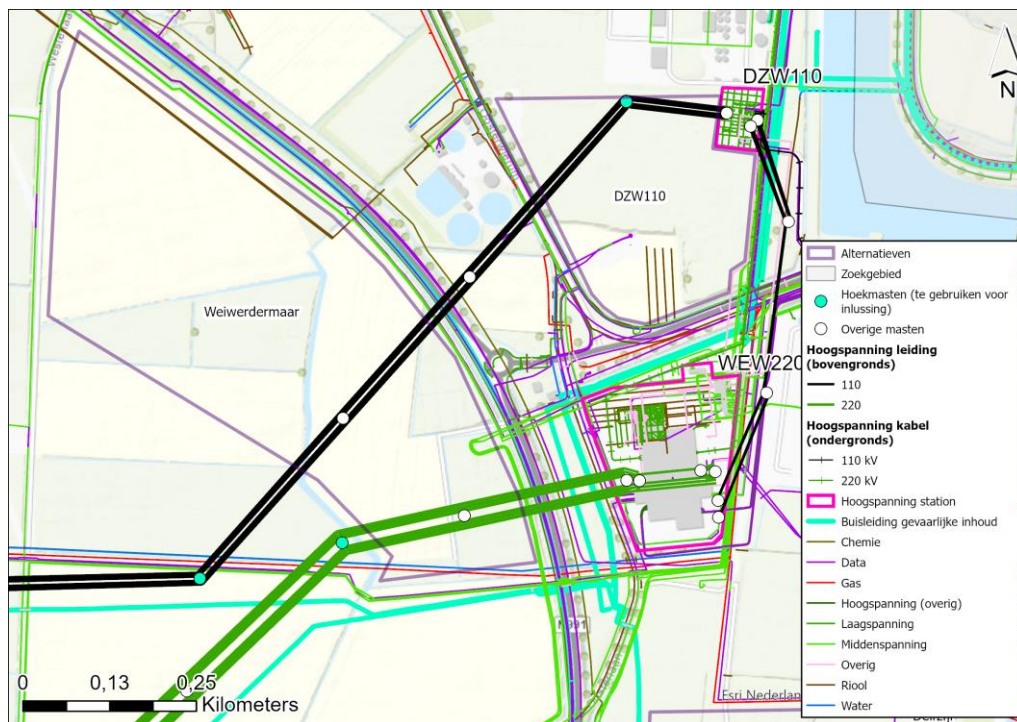 DZW110
N
DZW110
Weiwerdermaar
WEW220
N991
0 0,13 0,25
Kilometers
Esri Nederlan
Alternatieven
Zoekgebied
Hoekmasten (te gebruiken voor
inlussing)
Overige masten
Hoogspanning leiding
(bovengronds)
110
220
Hoogspanning kabel
(ondergronds)
110 kV
220 kV
Hoogspanning station
Buisleiding gevaarlijke inhoud
Chemie
Data
Gas
Hoogspanning (overig)
Laagspanning
Middenspanning
Overig
Riool
Water